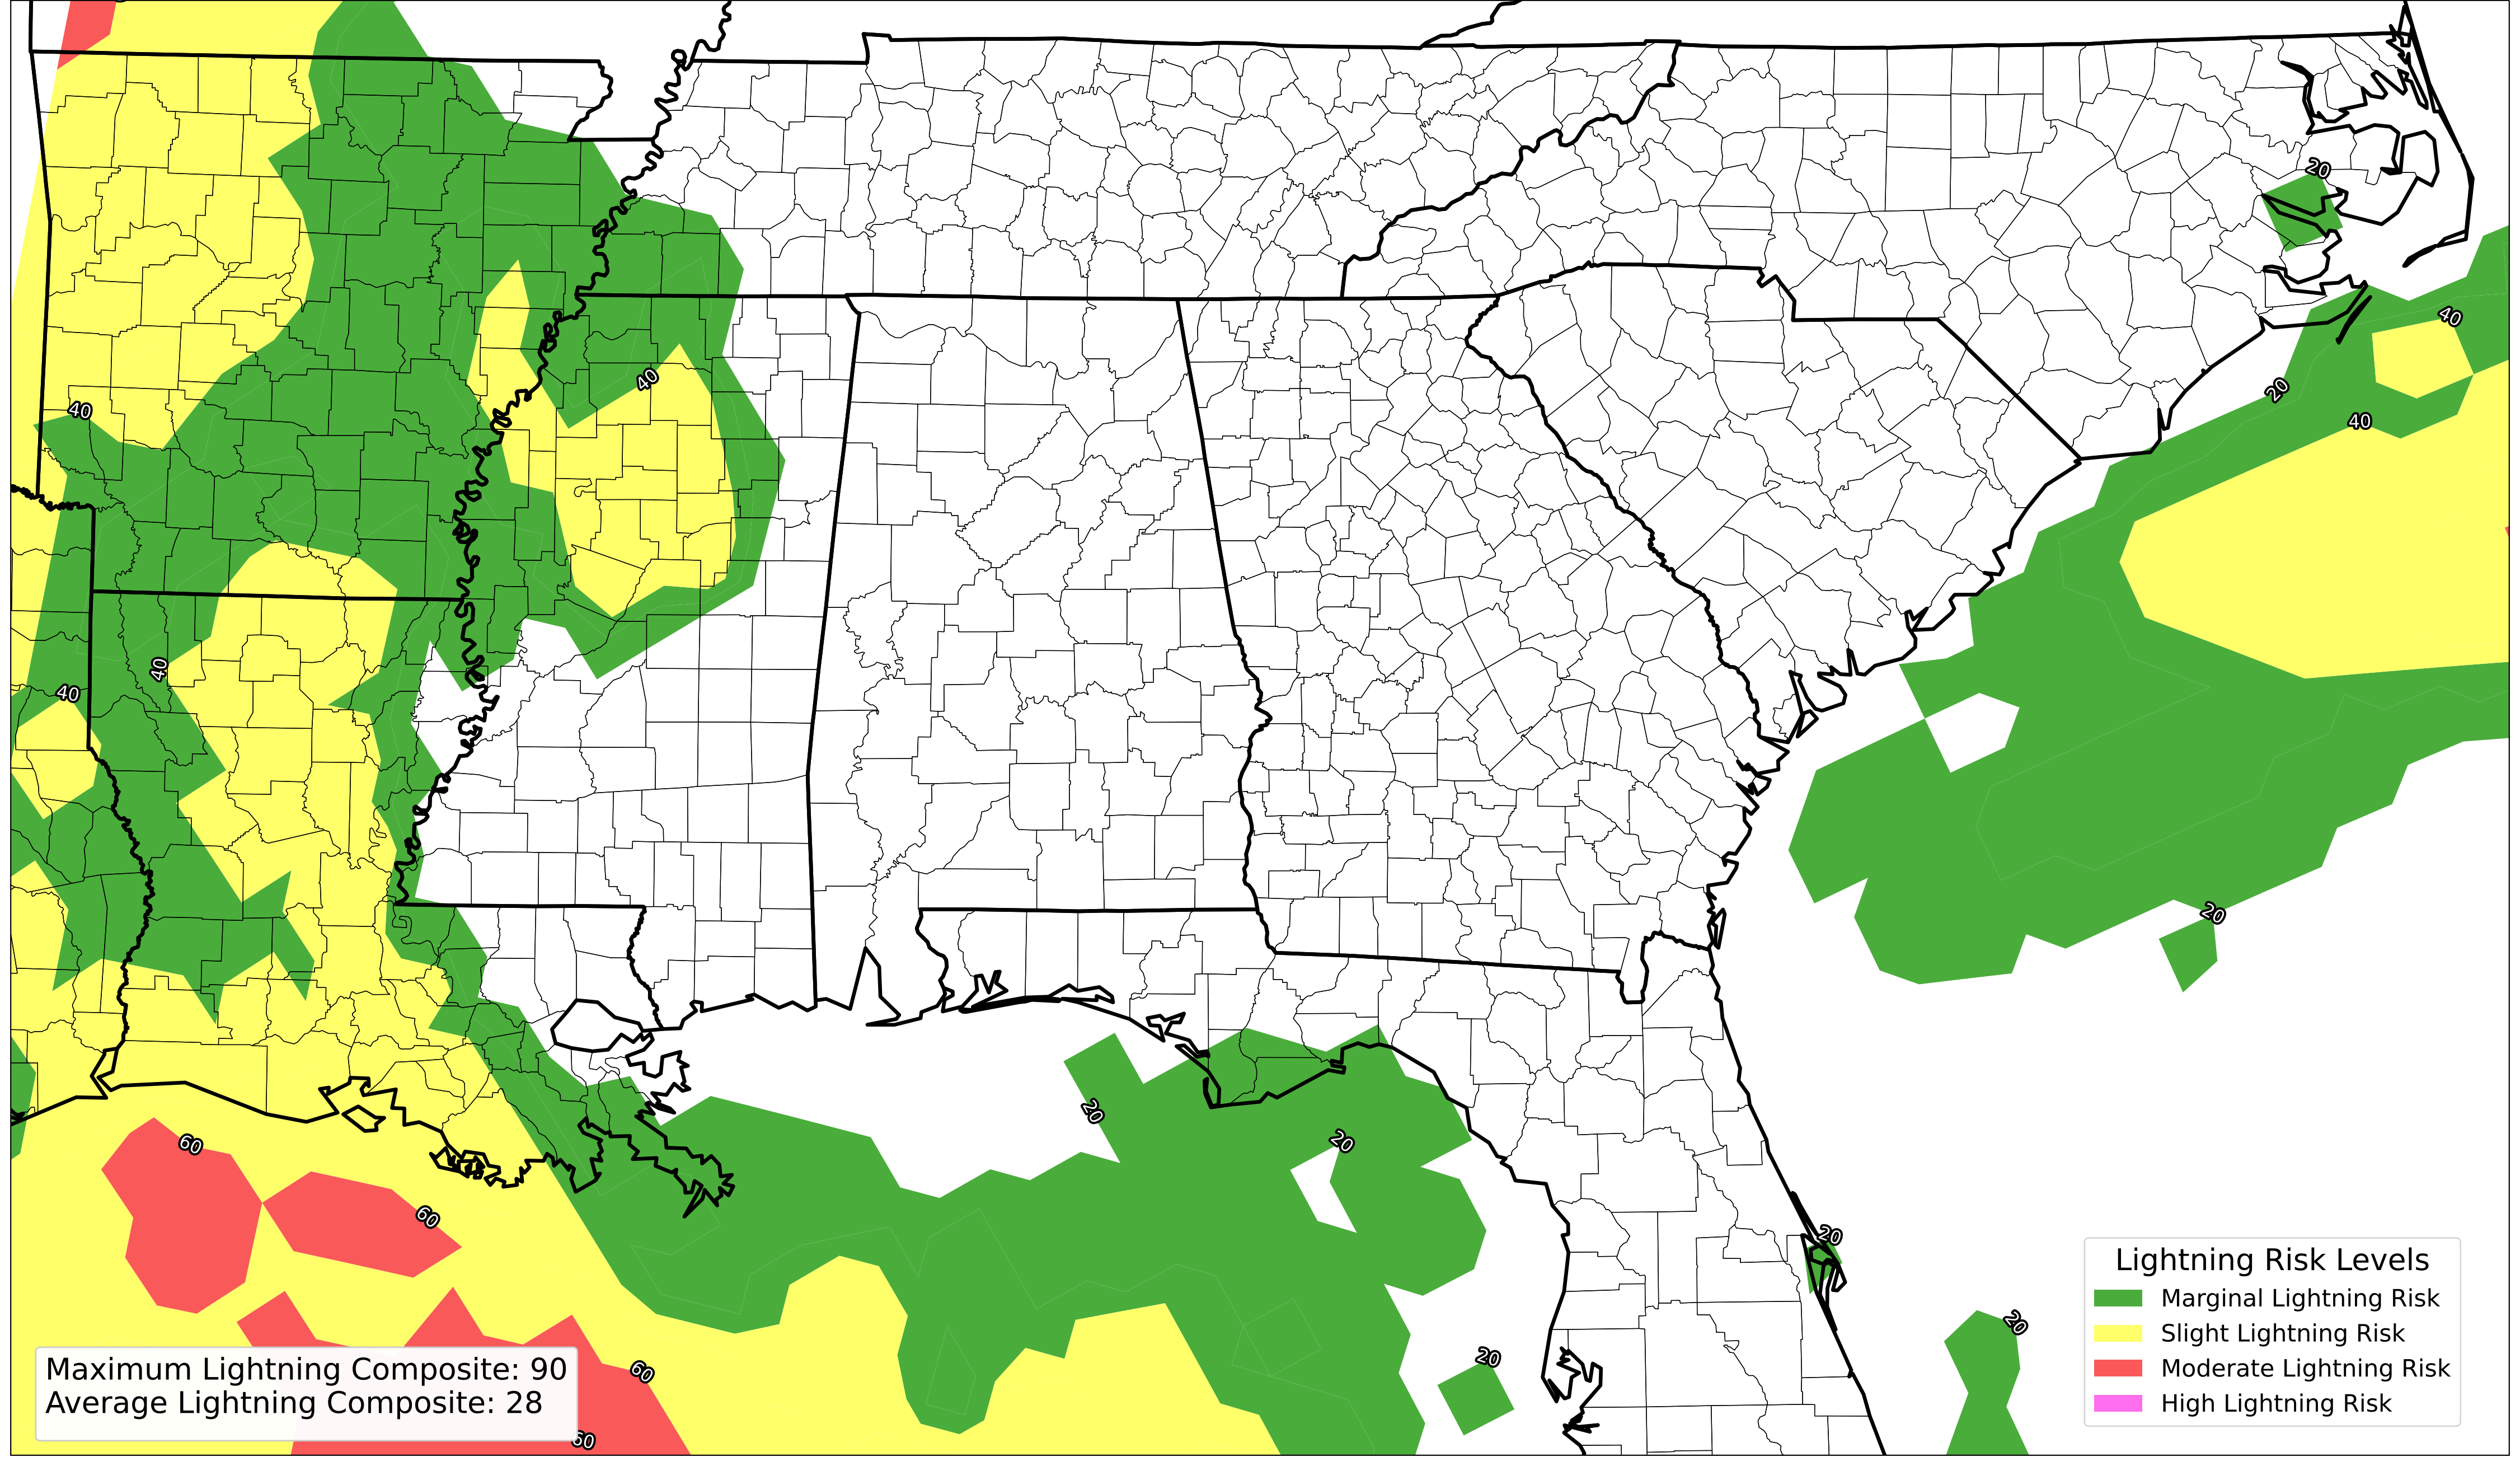 20
40
20
40
40
40
40
40
20
20
20
60
60
20
20
20
60
60
Maximum Lightning Composite: 90
Average Lightning Composite: 28
Lightning Risk Levels
Marginal Lightning Risk
Slight Lightning Risk
Moderate Lightning Risk
High Lightning Risk